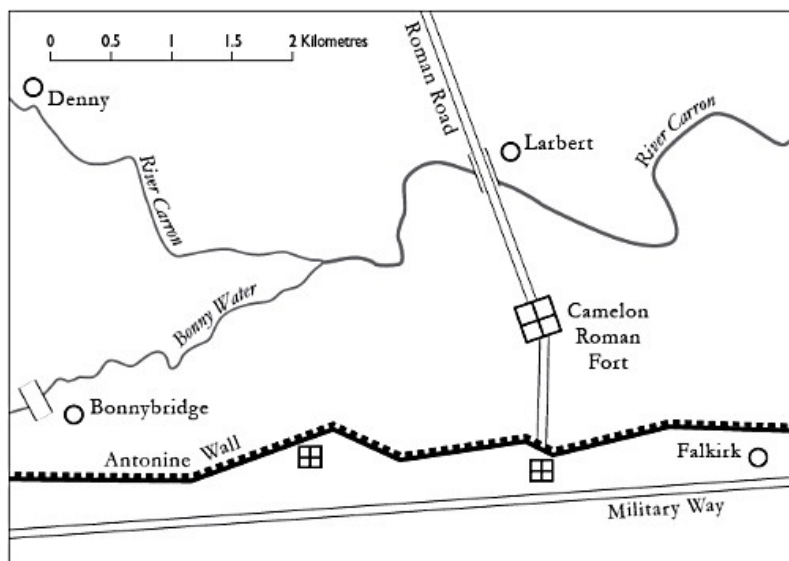 0 0.5 1 1.5 2 Kilometres
Denny
Roman Road
Larbert
River Carron
River Carron
Bonny Water
Camelon
Roman
Fort
Bonnybridge
Antonine Wall
Falkirk
Military Way